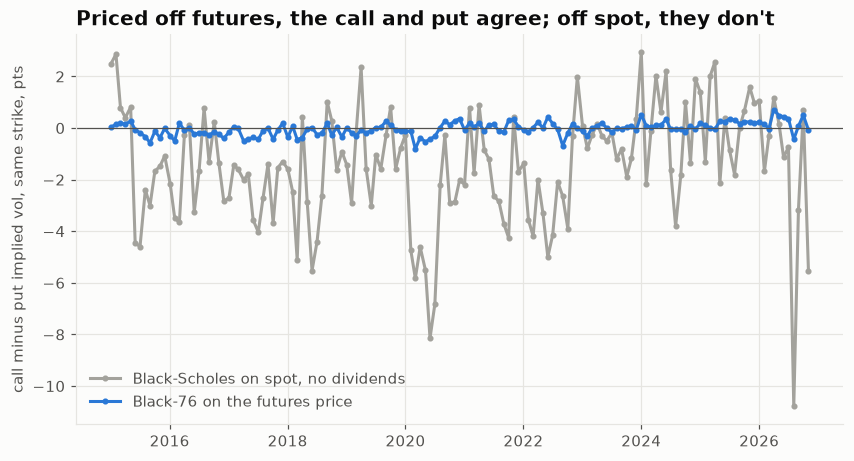 Priced off futures, the call and put agree; off spot, they don't
call minus put implied vol, same strike, pts
2
0
−2
−4
−6
−8
−10
Black-Scholes on spot, no dividends
Black-76 on the futures price
2016 2018 2020 2022 2024 2026